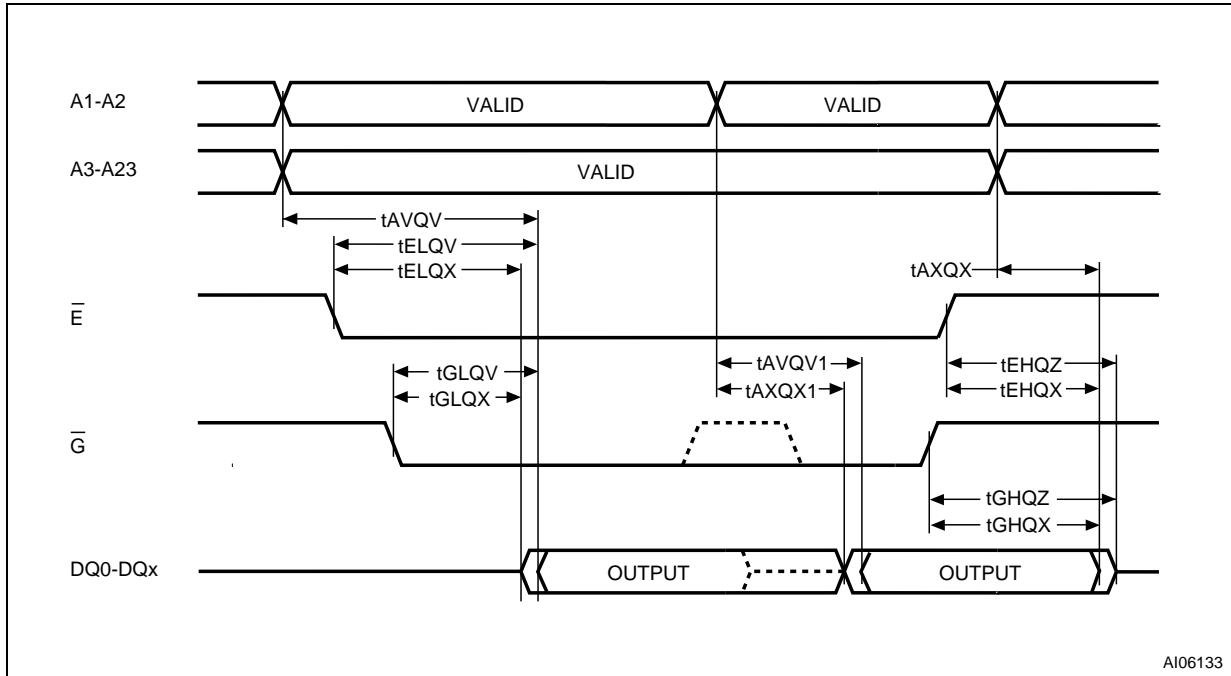 A1-A2
VALID
VALID
A3-A23
VALID
tAVQV
tELQV
tELQX
tAXQX
E
tAVQV1
tEHQZ
tGLQV
tAXQX1
tEHQX
tGLQX
G
tGHQZ
tGHQX
DQ0-DQx
OUTPUT
OUTPUT
AI06133